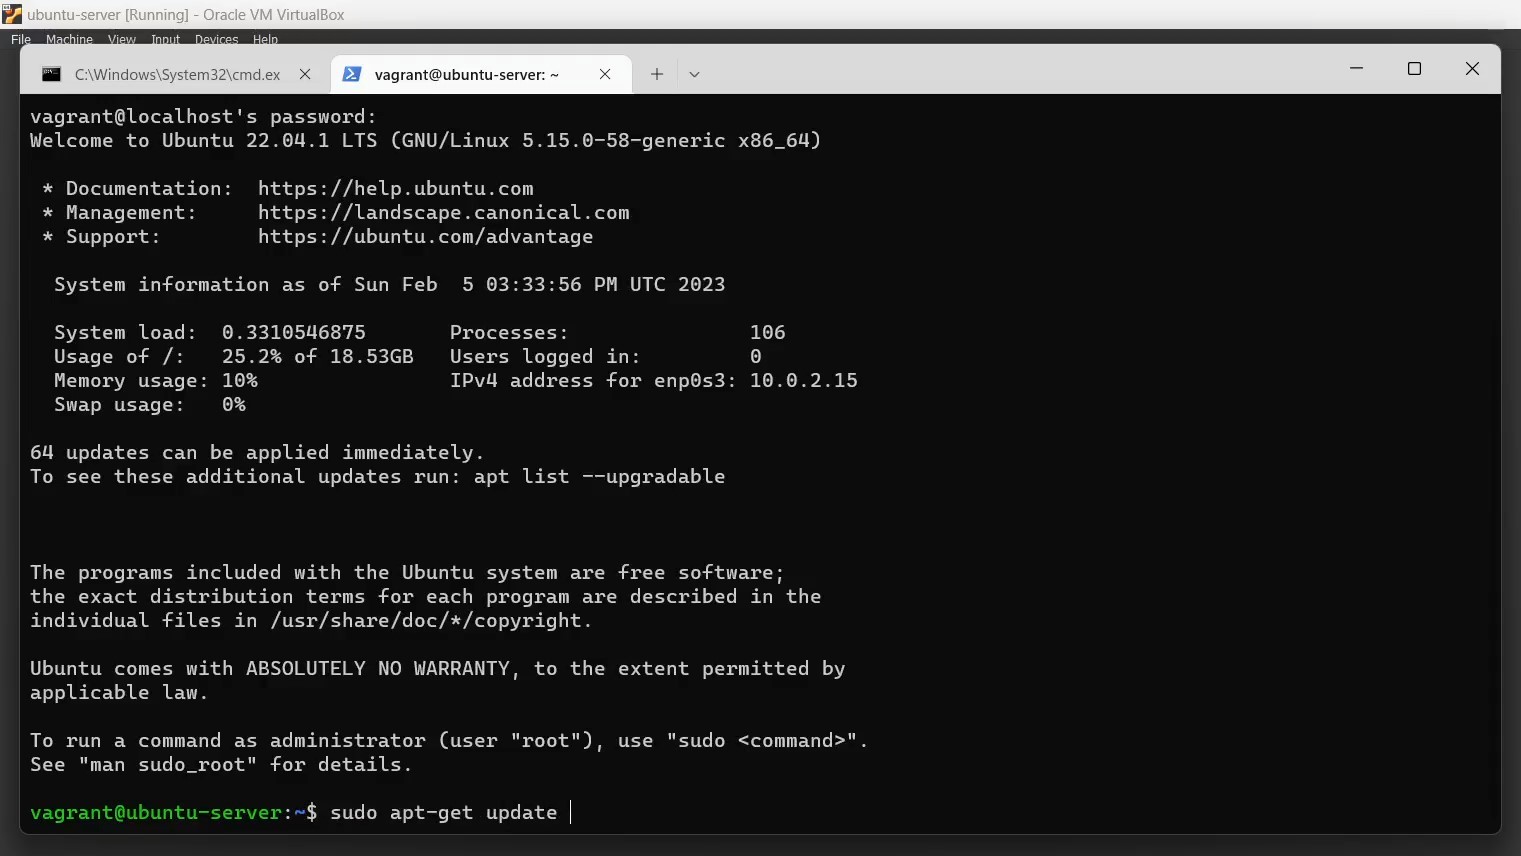 ubuntu-server [Running] - Oracle VM VirtualBox
File Machine View Input Devices Help
C:\Windows\System32\cmd.ex vagrant@ubuntu-server: ~
vagrant@localhost's password:
Welcome to Ubuntu 22.04.1 LTS (GNU/Linux 5.15.0-58-generic x86_64)
* Documentation: https://help.ubuntu.com
* Management: https://landscape.canonical.com
* Support: https://ubuntu.com/advantage
System information as of Sun Feb 5 03:33:56 PM UTC 2023
System load: 0.3310546875 Processes: 106
Usage of /: 25.2% of 18.53GB Users logged in: 0
Memory usage: 10% IPv4 address for enp0s3: 10.0.2.15
Swap usage: 0%
64 updates can be applied immediately.
To see these additional updates run: apt list --upgradable
The programs included with the Ubuntu system are free software;
the exact distribution terms for each program are described in the
individual files in /usr/share/doc/*/copyright.
Ubuntu comes with ABSOLUTELY NO WARRANTY, to the extent permitted by
applicable law.
To run a command as administrator (user "root"), use "sudo <command>".
See "man sudo_root" for details.
vagrant@ubuntu-server:~$ sudo apt-get update